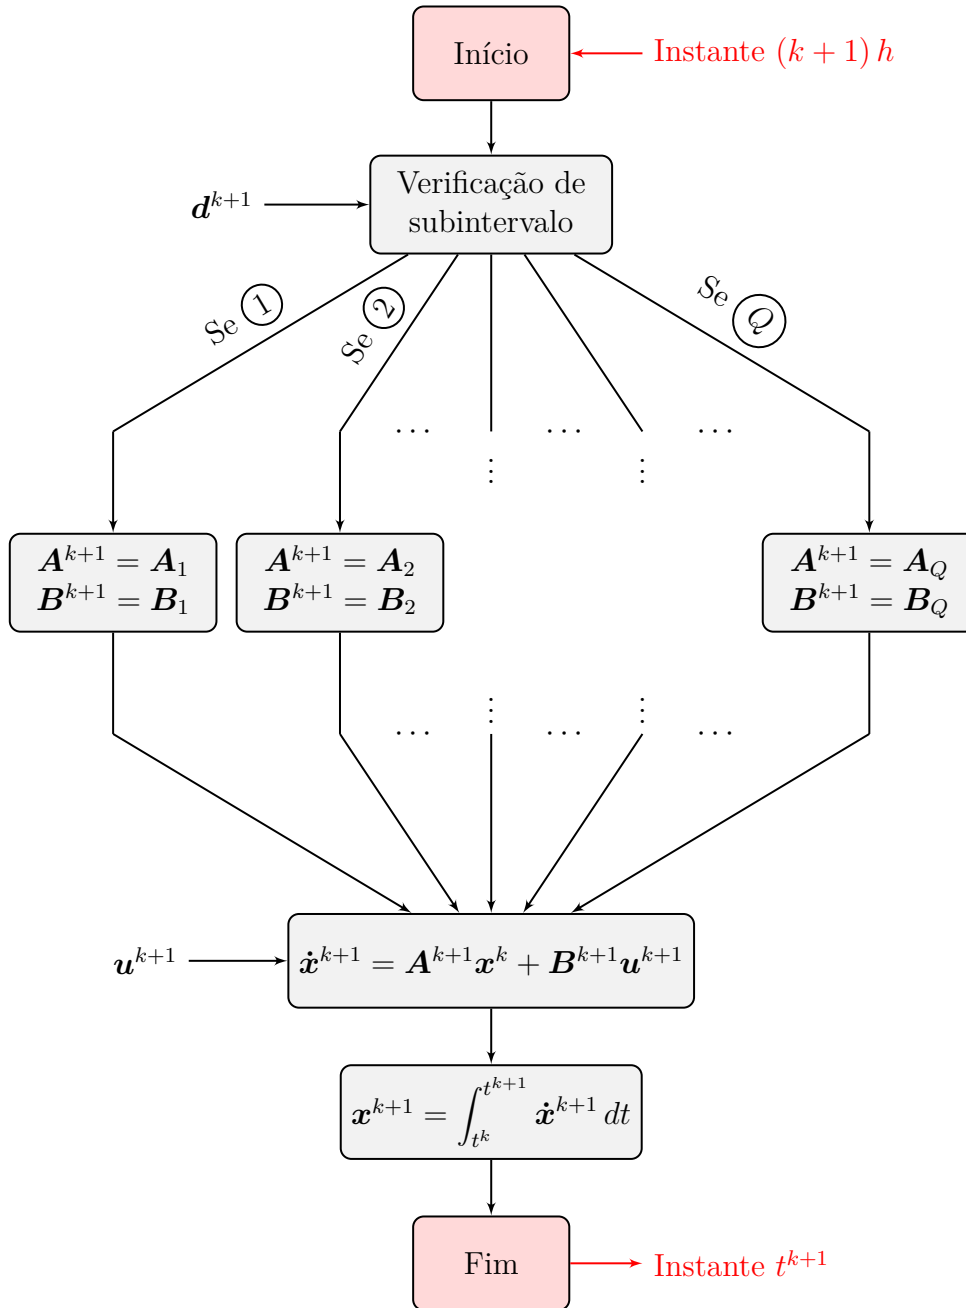 Início
Instante (k + 1) h
Verificação de
subintervalo
d^{k+1}
Se 1
Se 2
Se Q
... ... ...
⋮ ⋮
A^{k+1} = A_1
B^{k+1} = B_1
A^{k+1} = A_2
B^{k+1} = B_2
A^{k+1} = A_Q
B^{k+1} = B_Q
⋮ ⋮
... ... ...
u^{k+1}
ẋ^{k+1} = A^{k+1}x^k + B^{k+1}u^{k+1}
x^{k+1} = ∫_{t^k}^{t^{k+1}} ẋ^{k+1} dt
Fim
Instante t^{k+1}